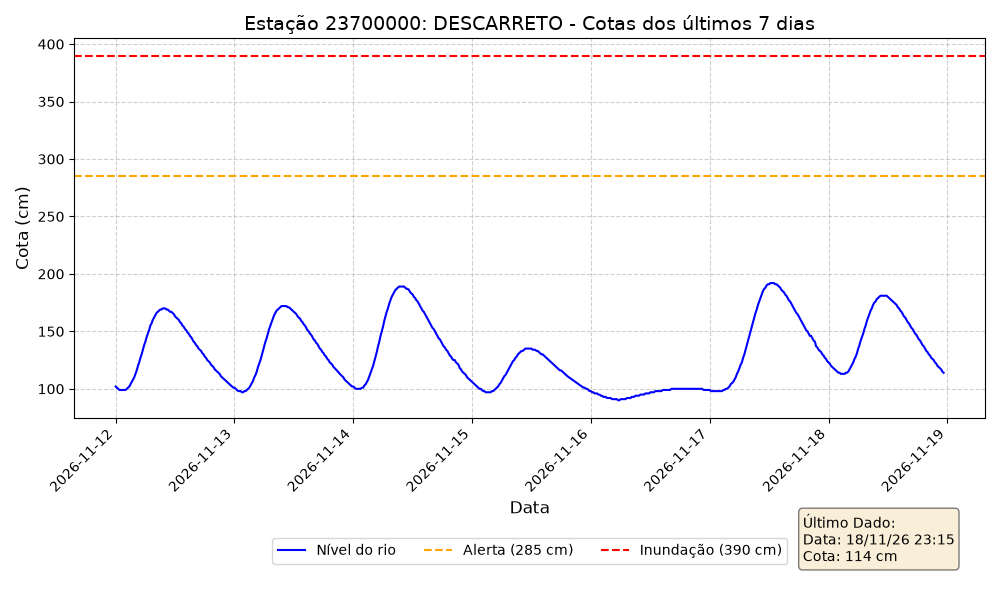 Estação 23700000: DESCARRETO - Cotas dos últimos 7 dias
Cota (cm)
400
350
300
250
200
150
100
2026-11-12
2026-11-13
2026-11-14
2026-11-15
2026-11-16
2026-11-17
2026-11-18
2026-11-19
Data
Nível do rio
Alerta (285 cm)
Inundação (390 cm)
Último Dado:
Data: 18/11/26 23:15
Cota: 114 cm